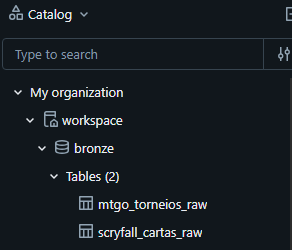 Catalog
Type to search
My organization
workspace
bronze
Tables (2)
mtgo_torneios_raw
scryfall_cartas_raw